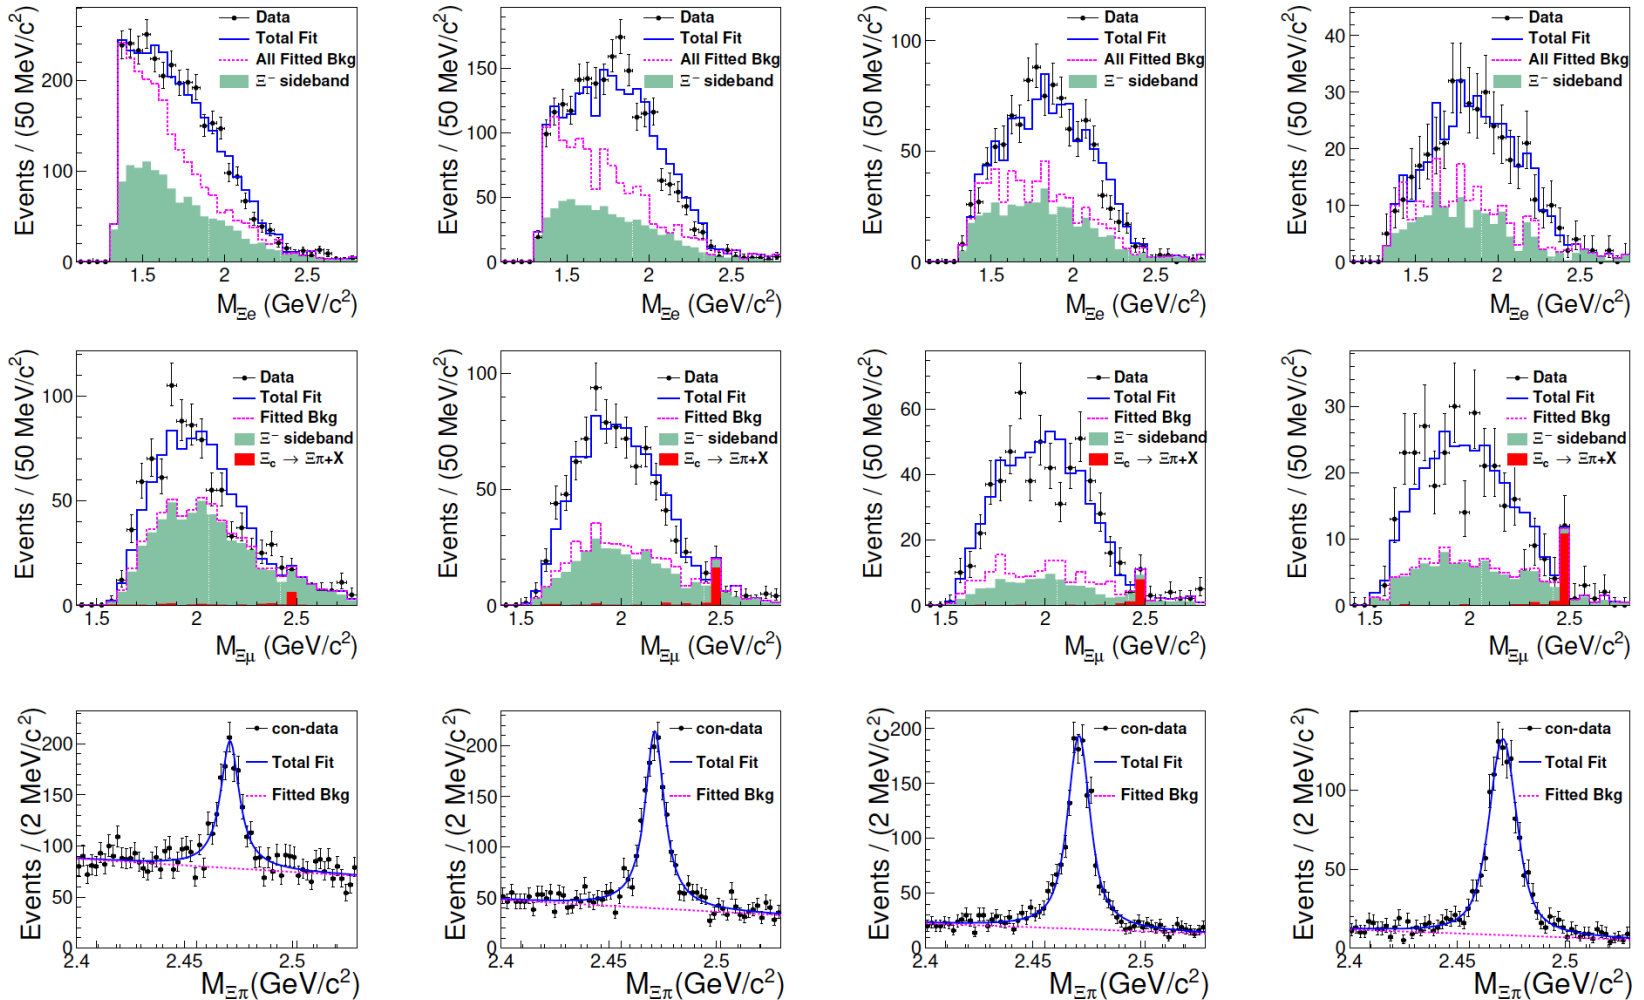 Events / (50 MeV/c²)
200
100
0
Data
Total Fit
All Fitted Bkg
Ξ⁻ sideband
1.5 2 2.5
M_Ξe (GeV/c²)
Events / (50 MeV/c²)
150
100
50
0
Data
Total Fit
All Fitted Bkg
Ξ⁻ sideband
1.5 2 2.5
M_Ξe (GeV/c²)
Events / (50 MeV/c²)
100
50
0
Data
Total Fit
All Fitted Bkg
Ξ⁻ sideband
1.5 2 2.5
M_Ξe (GeV/c²)
Events / (50 MeV/c²)
40
30
20
10
0
Data
Total Fit
All Fitted Bkg
Ξ⁻ sideband
1.5 2 2.5
M_Ξe (GeV/c²)
Events / (50 MeV/c²)
100
50
0
Data
Total Fit
Fitted Bkg
Ξ⁻ sideband
Ξc → Ξπ+X
1.5 2 2.5
M_Ξμ (GeV/c²)
Events / (50 MeV/c²)
100
50
0
Data
Total Fit
Fitted Bkg
Ξ⁻ sideband
Ξc → Ξπ+X
1.5 2 2.5
M_Ξμ (GeV/c²)
Events / (50 MeV/c²)
60
40
20
0
Data
Total Fit
Fitted Bkg
Ξ⁻ sideband
Ξc → Ξπ+X
1.5 2 2.5
M_Ξμ (GeV/c²)
Events / (50 MeV/c²)
30
20
10
0
Data
Total Fit
Fitted Bkg
Ξ⁻ sideband
Ξc → Ξπ+X
1.5 2 2.5
M_Ξμ (GeV/c²)
Events / (2 MeV/c²)
200
150
100
50
0
con-data
Total Fit
Fitted Bkg
2.4 2.45 2.5
M_Ξπ(GeV/c²)
Events / (2 MeV/c²)
200
150
100
50
0
con-data
Total Fit
Fitted Bkg
2.4 2.45 2.5
M_Ξπ(GeV/c²)
Events / (2 MeV/c²)
200
150
100
50
0
con-data
Total Fit
Fitted Bkg
2.4 2.45 2.5
M_Ξπ(GeV/c²)
Events / (2 MeV/c²)
100
50
0
con-data
Total Fit
Fitted Bkg
2.4 2.45 2.5
M_Ξπ(GeV/c²)